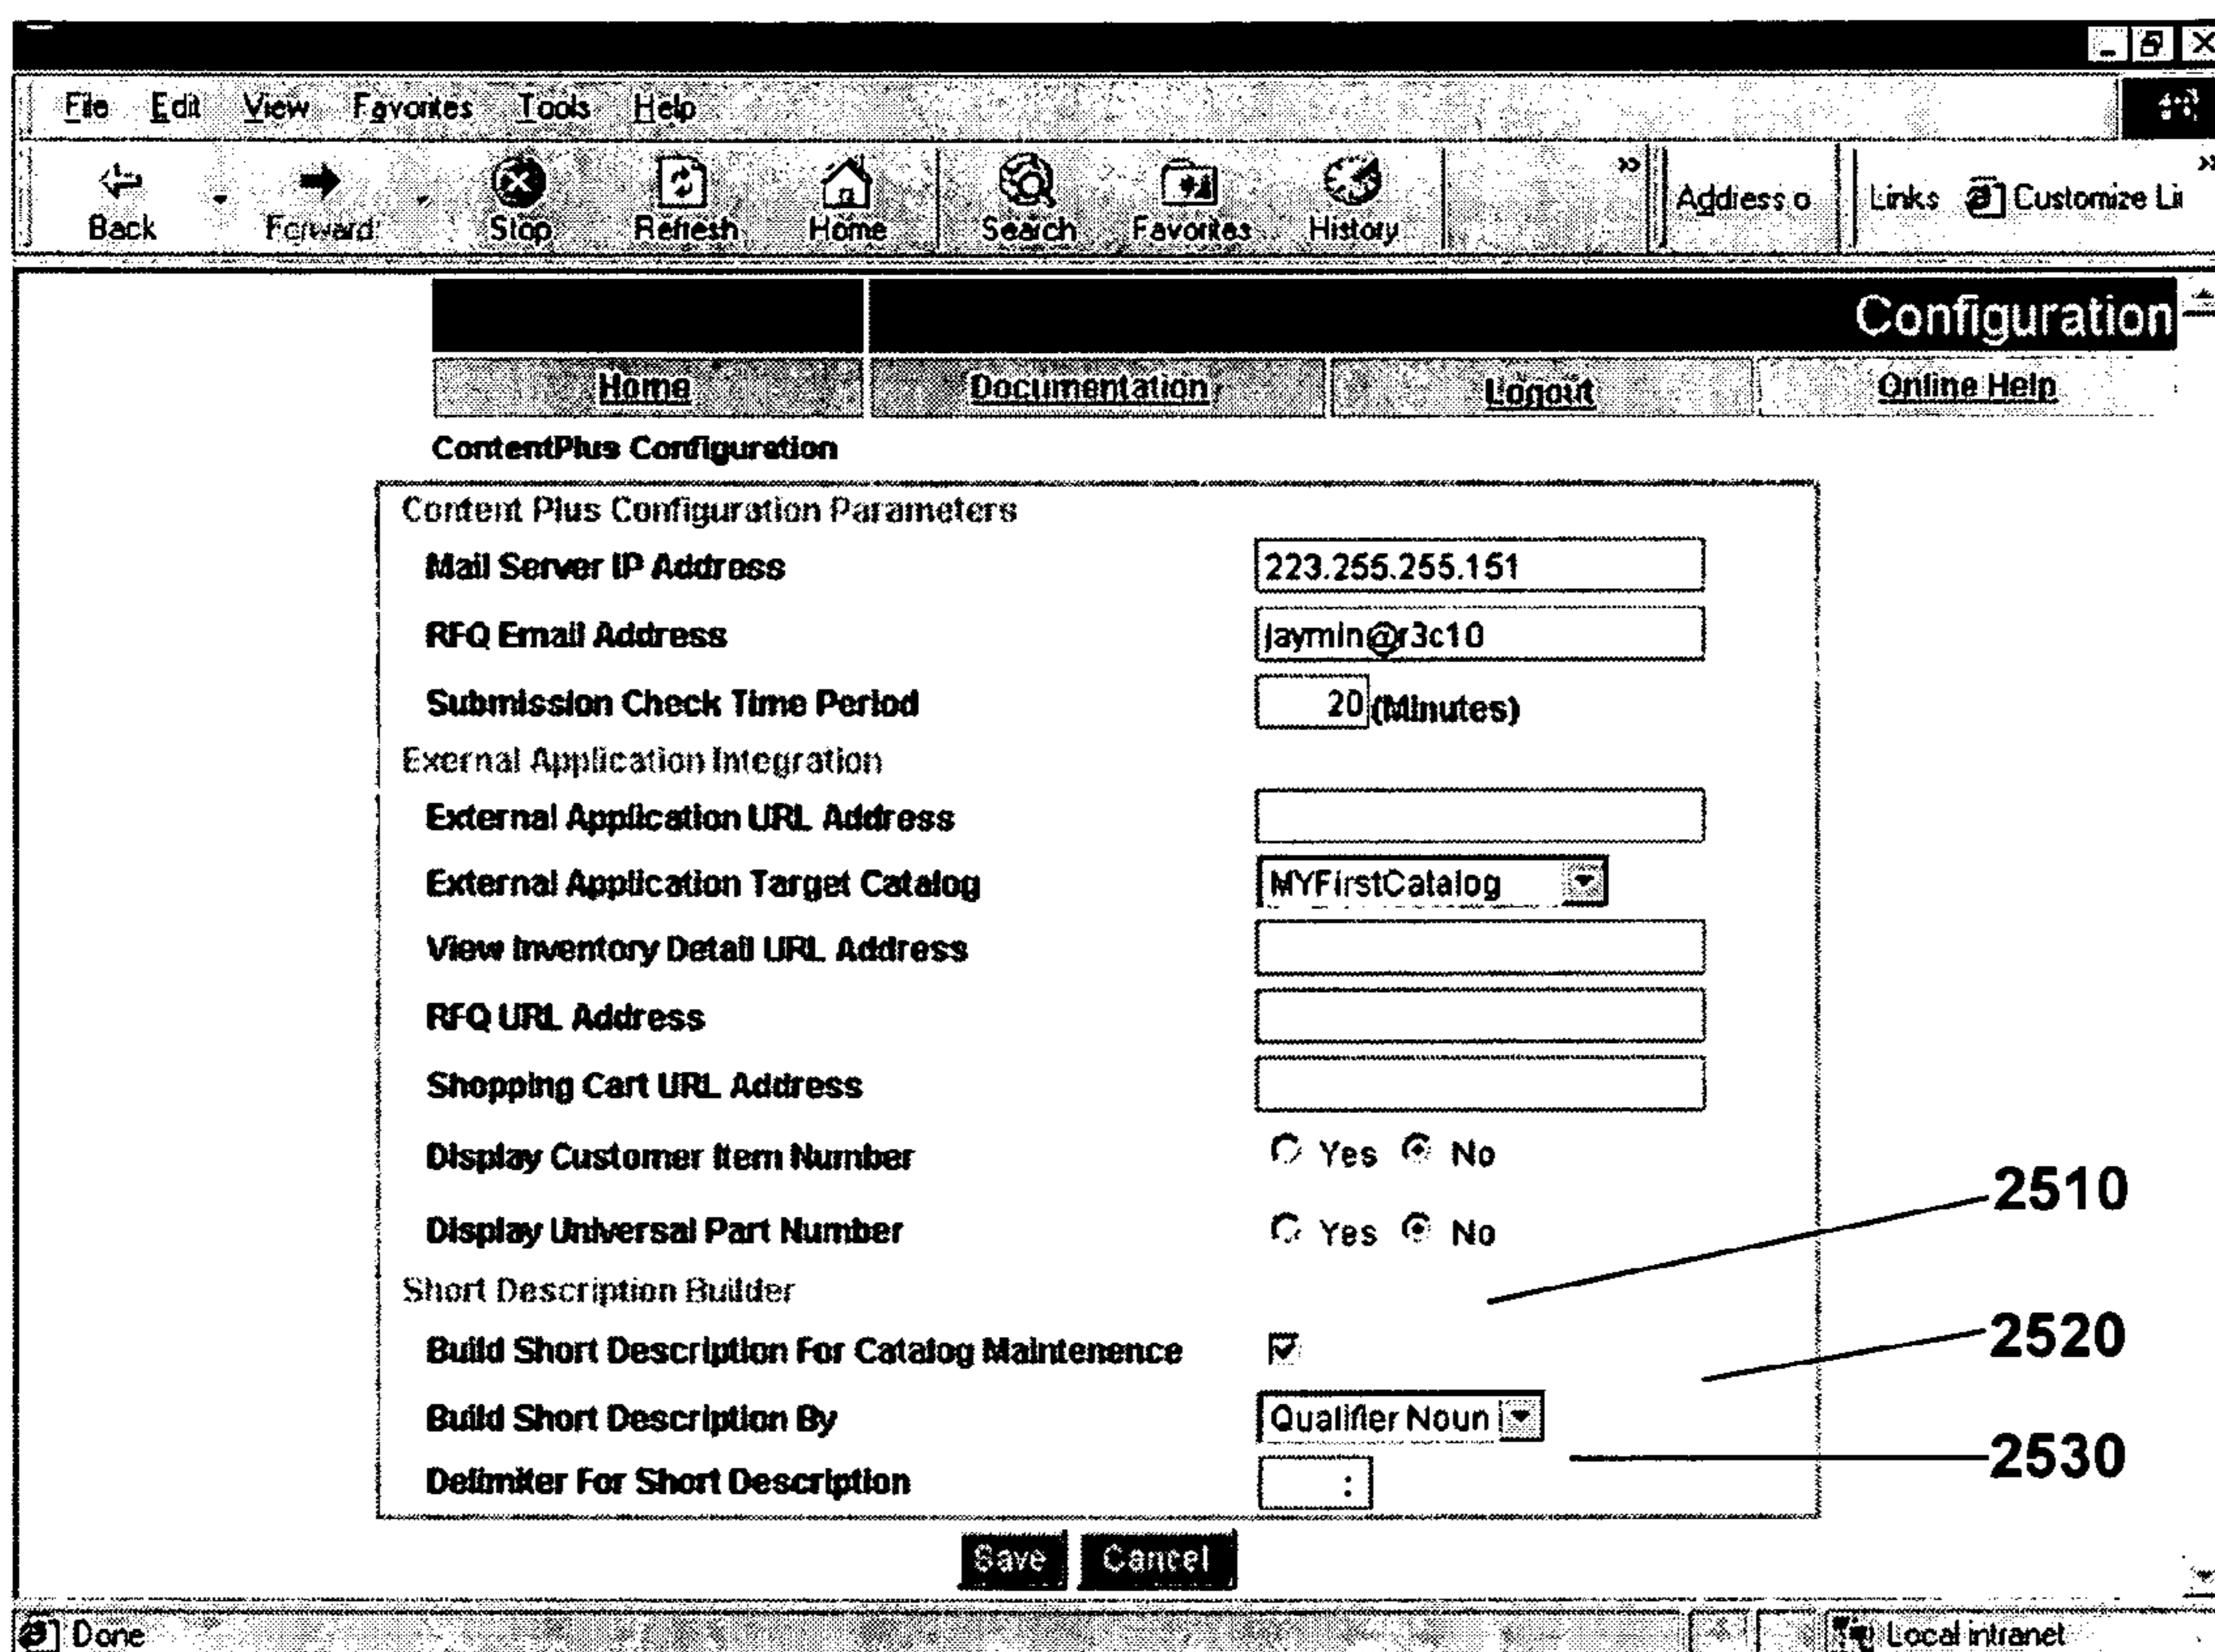 File Edit View Favorites Tools Help
Back Forward Stop Refresh Home Search Favorites History » Address o Links Customize Li »
Configuration
Home Documentation Logout Online Help
ContentPlus Configuration
Content Plus Configuration Parameters
Mail Server IP Address 223.255.255.151
RFQ Email Address jaymin@r3c10
Submission Check Time Period 20 (Minutes)
Exernal Application Integration
External Application URL Address
External Application Target Catalog MYFirstCatalog
View Inventory Detail URL Address
RFQ URL Address
Shopping Cart URL Address
Display Customer Item Number Yes No
2510
Display Universal Part Number Yes No
Short Description Builder
2520
Build Short Description For Catalog Maintenence
Build Short Description By Qualifier Noun
2530
Delimiter For Short Description :
Save Cancel
Done Local intranet